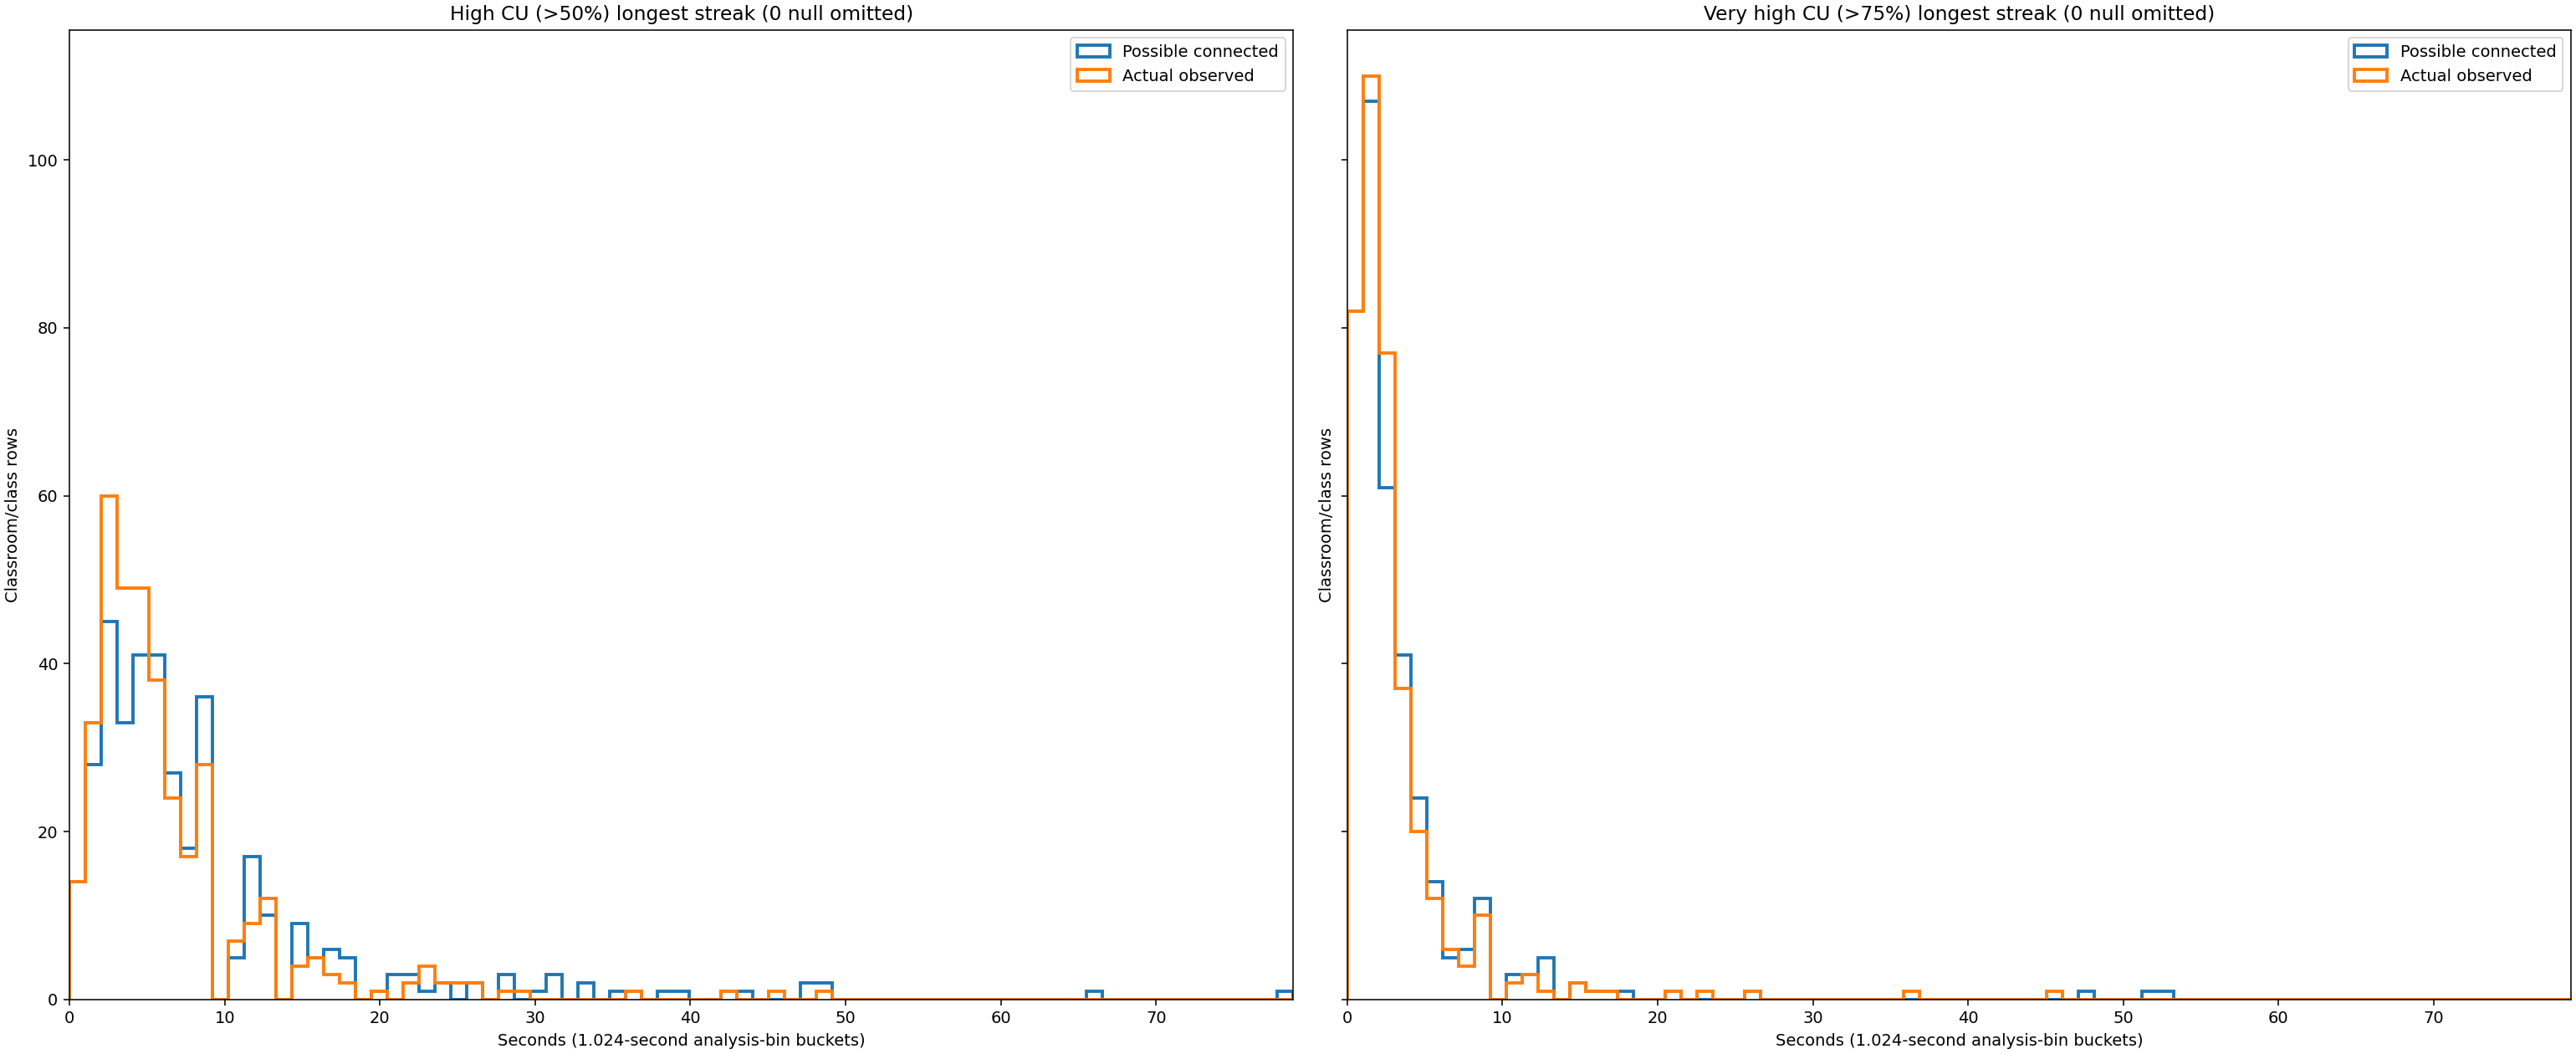 High CU (>50%) longest streak (0 null omitted)
Possible connected
Actual observed
100
80
60
40
20
0
Classroom/class rows
0 10 20 30 40 50 60 70
Seconds (1.024-second analysis-bin buckets)
Very high CU (>75%) longest streak (0 null omitted)
Possible connected
Actual observed
Classroom/class rows
0 10 20 30 40 50 60 70
Seconds (1.024-second analysis-bin buckets)